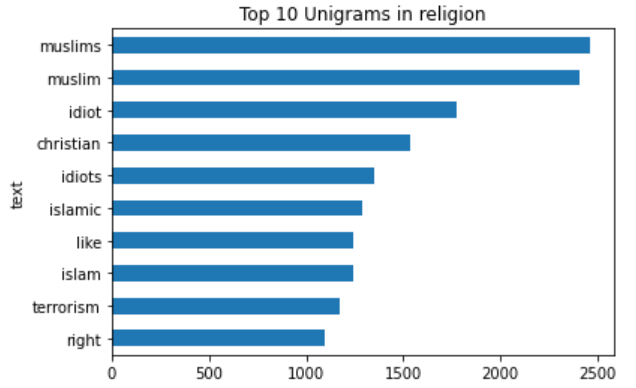 Top 10 Unigrams in religion
text
muslims
muslim
idiot
christian
idiots
islamic
like
islam
terrorism
right
0 500 1000 1500 2000 2500